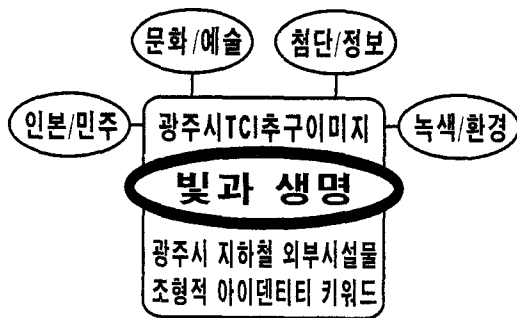 문화/예술
첨단/정보
인본/민주
광주시TCI추구이미지
녹색/환경
빛과 생명
광주시 지하철 외부시설물
조형적 아이덴티티 키워드